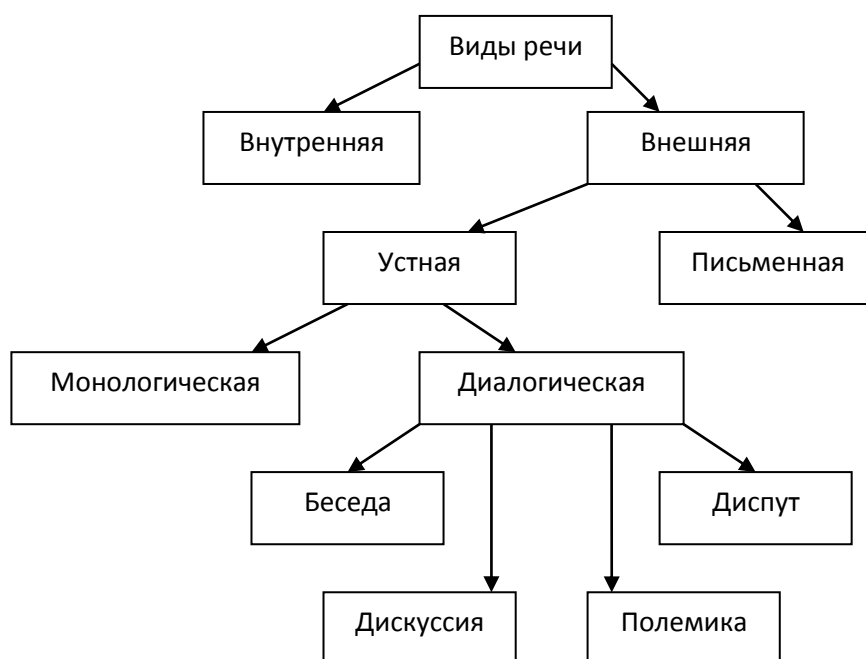 Виды речи
Внутренняя
Внешняя
Устная
Письменная
Монологическая
Диалогическая
Беседа
Диспут
Дискуссия
Полемика